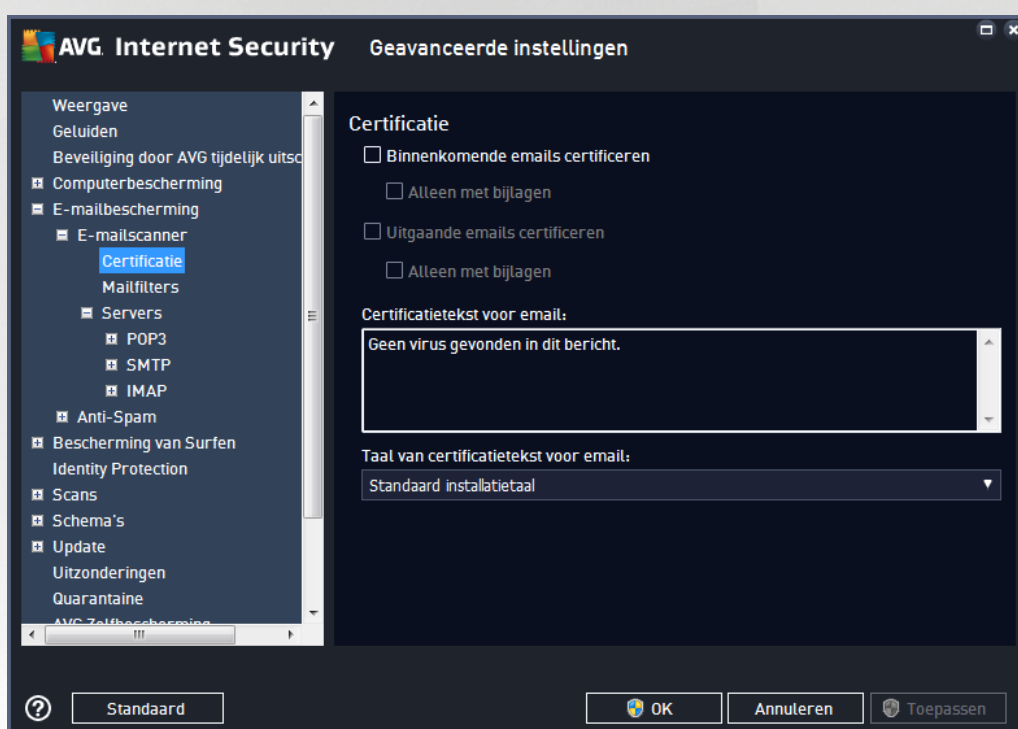 AVG. Internet Security
Geavanceerde instellingen
Weergave
Geluiden
Beveiliging door AVG tijdelijk uitsc
Computerbescherming
E-mailbescherming
E-mailscanner
Certificatie
Mailfilters
Servers
POP3
SMTP
IMAP
Anti-Spam
Bescherming van Surfen
Identity Protection
Scans
Schema's
Update
Uitzonderingen
Quarantaine
AVG Zelfbescherming
Certificatie
Binnenkomende emails certificeren
Alleen met bijlagen
Uitgaande emails certificeren
Alleen met bijlagen
Certificatietekst voor email:
Geen virus gevonden in dit bericht.
Taal van certificatietekst voor email:
Standaard installatietaal
Standaard
OK
Annuleren
Toepassen